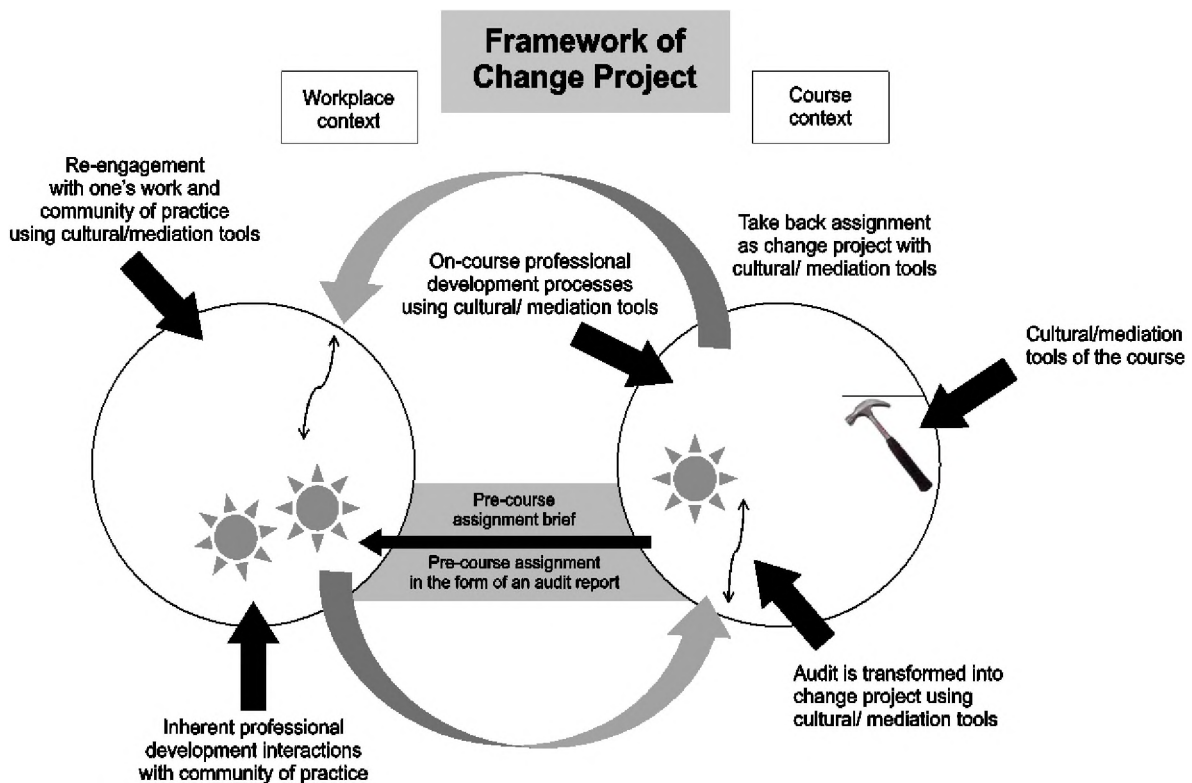 Framework of
Change Project
Workplace
context
Course
context
Re-engagement
with one's work and
community of practice
using cultural/mediation tools
On-course professional
development processes
using cultural/ mediation tools
Take back assignment
as change project with
cultural/ mediation tools
Cultural/mediation
tools of the course
Pre-course
assignment brief
Pre-course assignment
in the form of an audit report
Inherent professional
development interactions
with community of practice
Audit is transformed into
change project using
cultural/ mediation tools